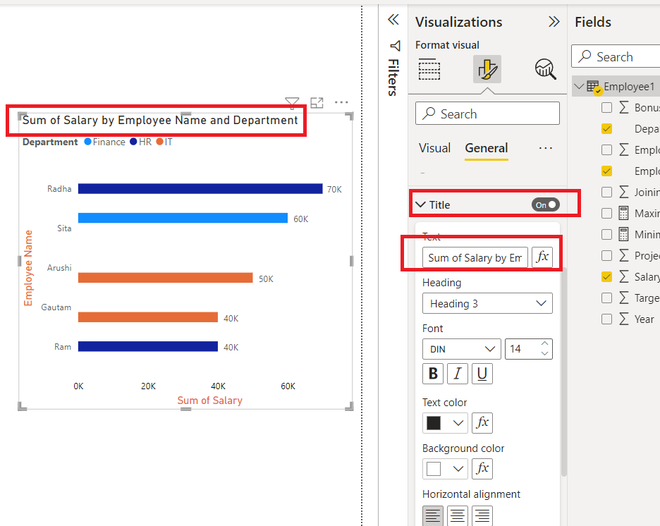 Sum of Salary by Employee Name and Department
Department Finance HR IT
Employee Name
Radha 70K
Sita 60K
Arushi 50K
Gautam 40K
Ram 40K
0K 20K 40K 60K
Sum of Salary
Filters
Visualizations
Format visual
Search
Visual General
Title On
Text
Sum of Salary by Em
fx
Heading
Heading 3
Font
DIN 14
B I U
Text color
fx
Background color
fx
Horizontal alignment
Fields
Search
Employee1
Σ Bonus
Depa
Σ Emplo
Emplo
Σ Joinin
Maxin
Minim
Σ Projec
Σ Salary
Σ Targe
Σ Year